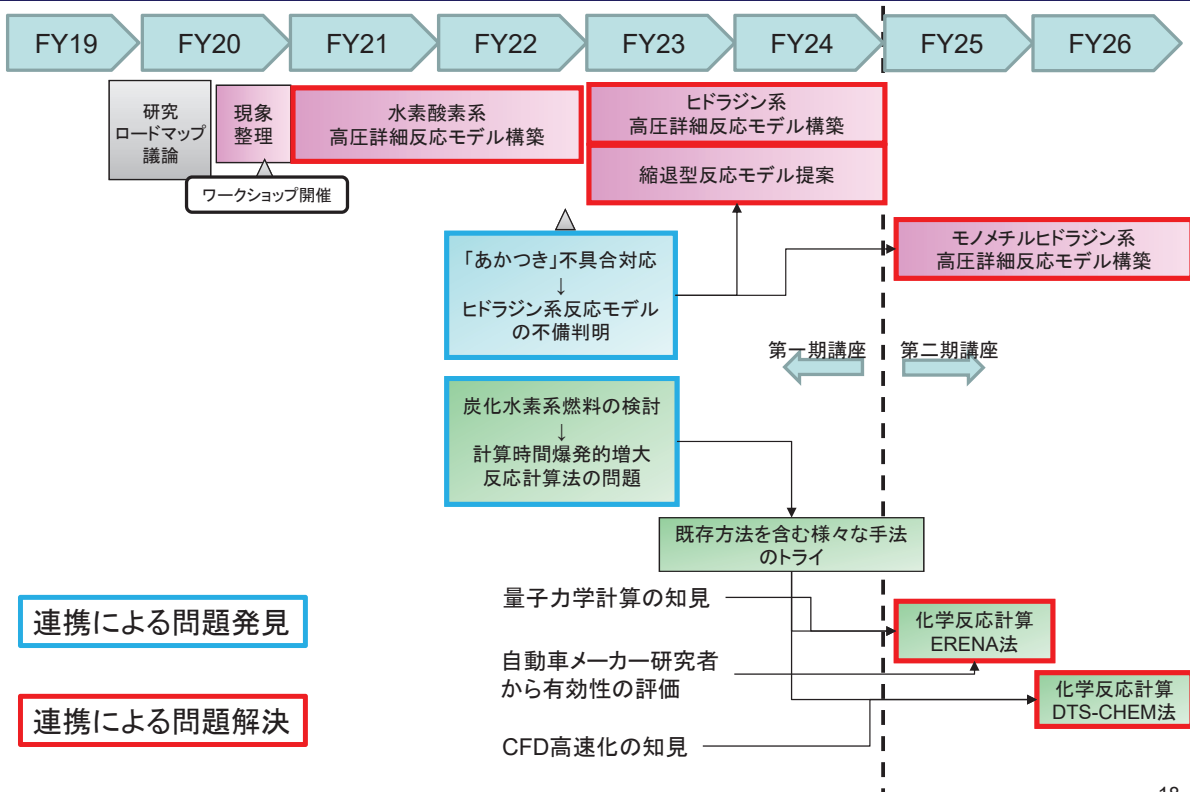 FY19
FY20
FY21
FY22
FY23
FY24
FY25
FY26
研究
ロードマップ
議論
現象
整理
水素酸素系
高圧詳細反応モデル構築
ヒドラジン系
高圧詳細反応モデル構築
縮退型反応モデル提案
ワークショップ開催
「あかつき」不具合対応
↓
ヒドラジン系反応モデル
の不備判明
モノメチルヒドラジン系
高圧詳細反応モデル構築
第一期講座
第二期講座
炭化水素系燃料の検討
↓
計算時間爆発的増大
反応計算法の問題
既存方法を含む様々な手法
のトライ
連携による問題発見
連携による問題解決
量子力学計算の知見
自動車メーカー研究者
から有効性の評価
CFD高速化の知見
化学反応計算
ERENA法
化学反応計算
DTS-CHEM法